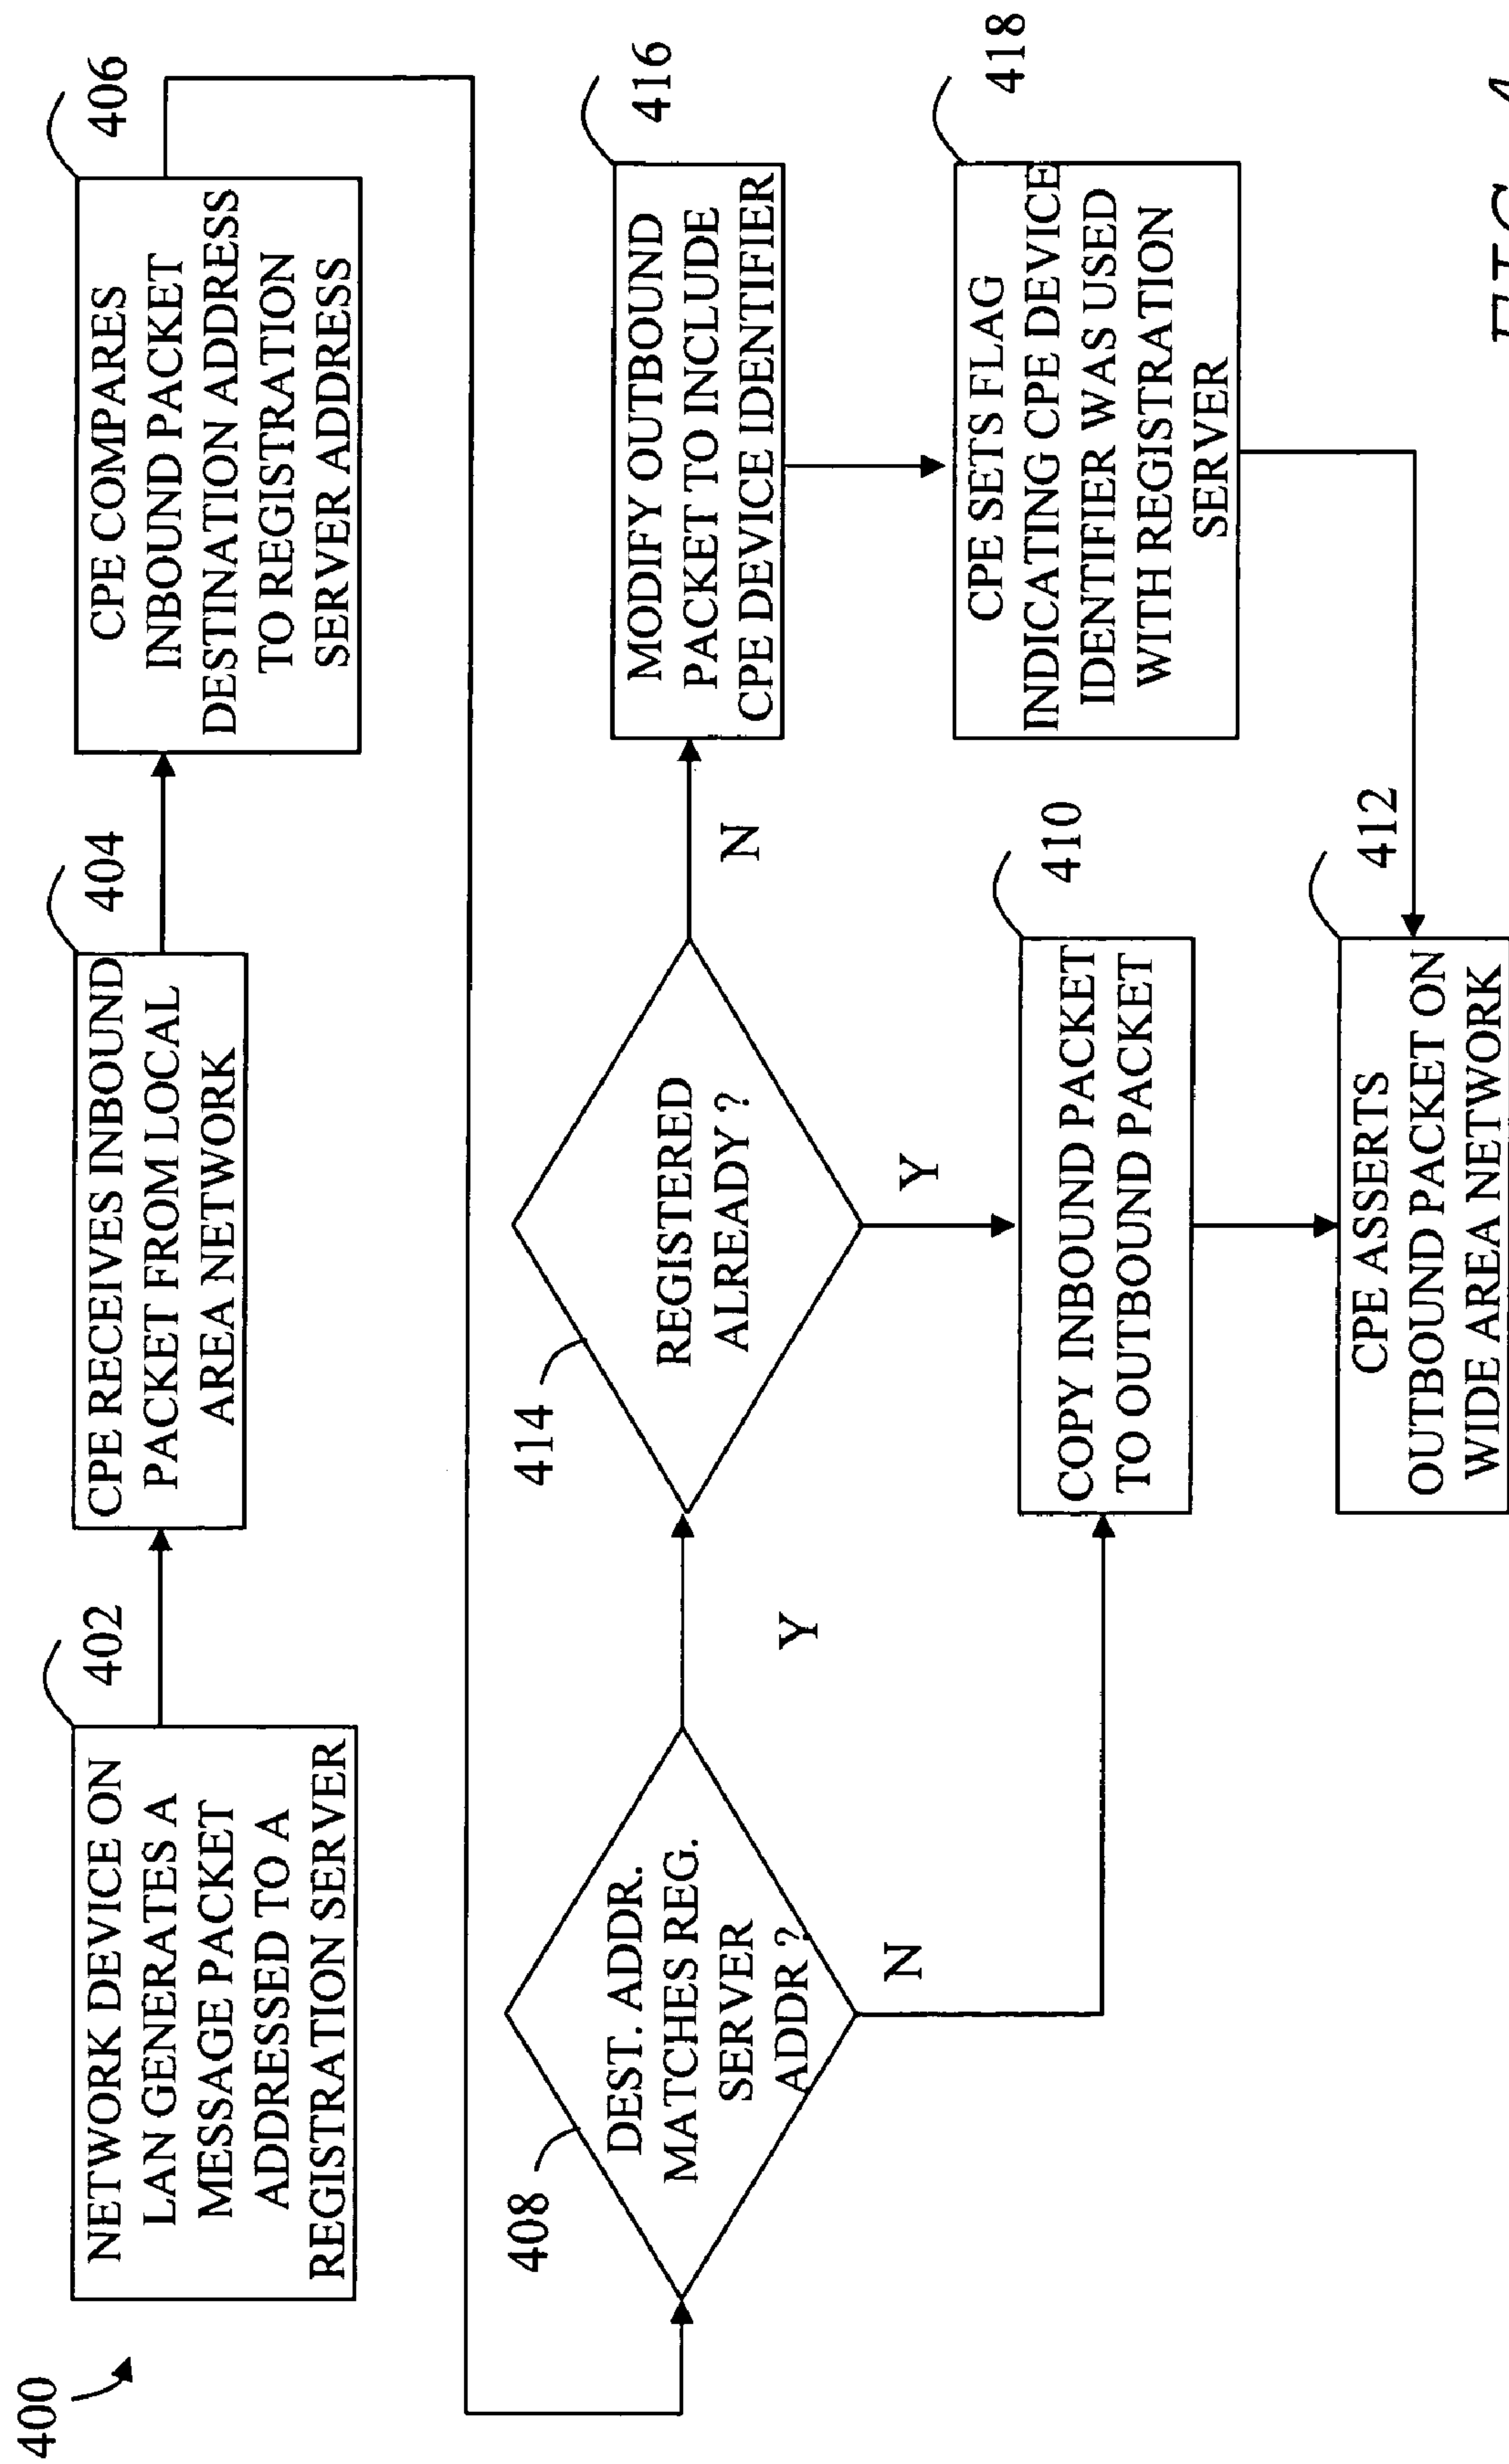 400
402
NETWORK DEVICE ON
LAN GENERATES A
MESSAGE PACKET
ADDRESSED TO A
REGISTRATION SERVER
404
CPE RECEIVES INBOUND
PACKET FROM LOCAL
AREA NETWORK
406
CPE COMPARES
INBOUND PACKET
DESTINATION ADDRESS
TO REGISTRATION
SERVER ADDRESS
408
DEST. ADDR.
MATCHES REG.
SERVER
ADDR ?
Y
N
414
REGISTERED
ALREADY ?
N
Y
416
MODIFY OUTBOUND
PACKET TO INCLUDE
CPE DEVICE IDENTIFIER
418
CPE SETS FLAG
INDICATING CPE DEVICE
IDENTIFIER WAS USED
WITH REGISTRATION
SERVER
410
COPY INBOUND PACKET
TO OUTBOUND PACKET
412
CPE ASSERTS
OUTBOUND PACKET ON
WIDE AREA NETWORK